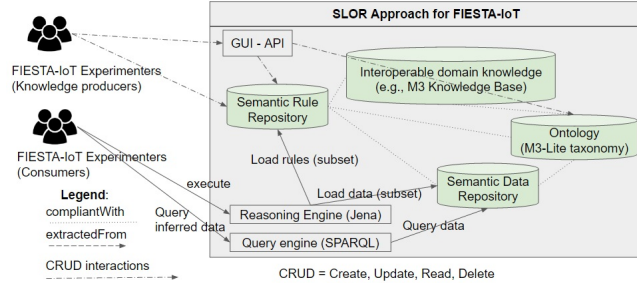 SLOR Approach for FIESTA-IoT
GUI - API
FIESTA-IoT Experimenters
(Knowledge producers)
Interoperable domain knowledge
(e.g., M3 Knowledge Base)
Semantic Rule
Repository
Ontology
(M3-Lite taxonomy)
FIESTA-IoT Experimenters
(Consumers)
Load rules (subset)
Semantic Data
Repository
Legend:
compliantWith
extractedFrom
CRUD interactions
execute
Load data (subset)
Query
inferred data
Reasoning Engine (Jena)
Query engine (SPARQL)
Query data
CRUD = Create, Update, Read, Delete